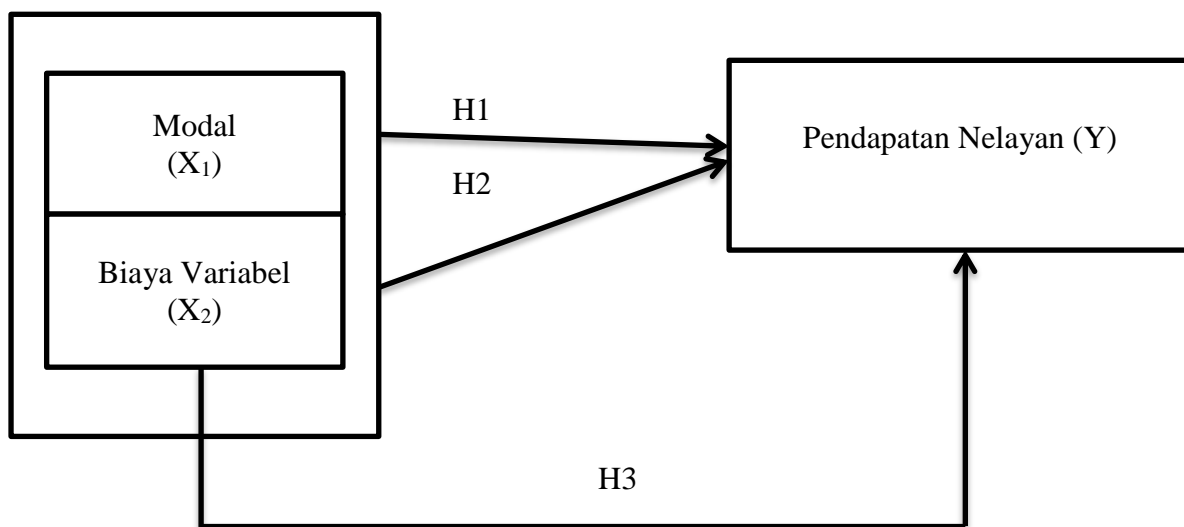 Modal
(X₁)
Biaya Variabel
(X₂)
H1
H2
Pendapatan Nelayan (Y)
H3